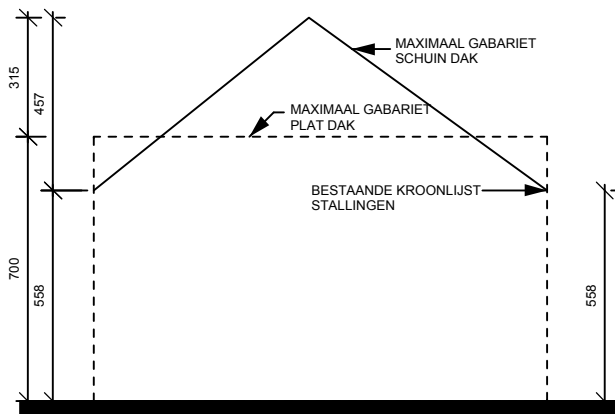 MAXIMAAL GABARIET
SCHUIN DAK
315
457
MAXIMAAL GABARIET
PLAT DAK
BESTAANDE KROONLIJST
STALLINGEN
700
558
558